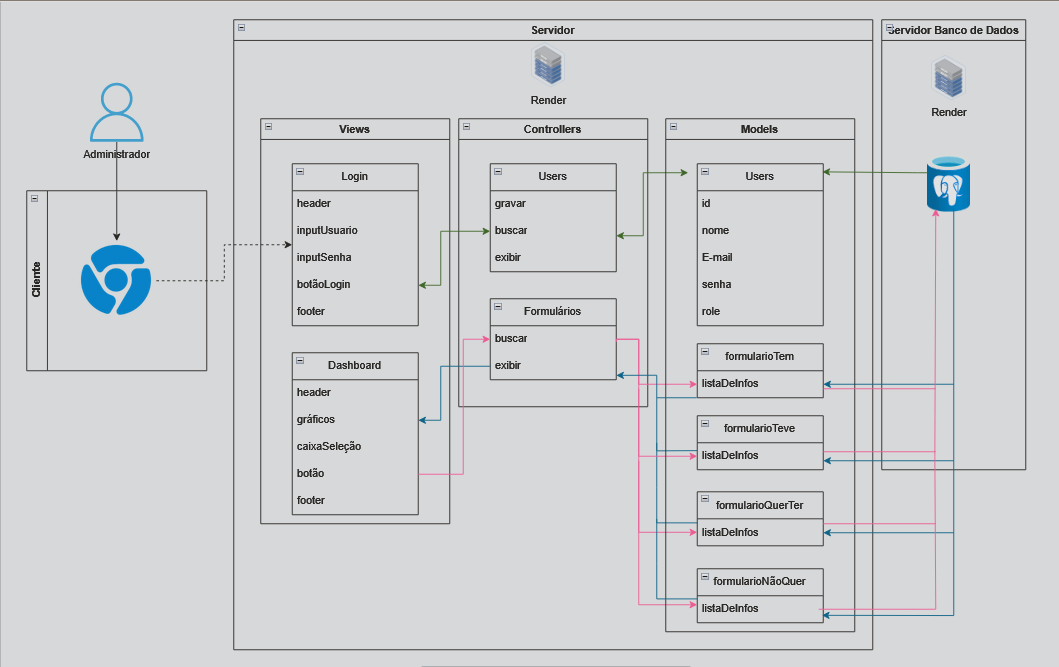 Servidor
Servidor Banco de Dados
Render
Render
Administrador
Cliente
Views
Login
header
inputUsuario
inputSenha
botãoLogin
footer
Dashboard
header
gráficos
caixaSeleção
botão
footer
Controllers
Users
gravar
buscar
exibir
Formulários
buscar
exibir
Models
Users
id
nome
E-mail
senha
role
formularioTem
listaDeInfos
formularioTeve
listaDeInfos
formularioQuerTer
listaDeInfos
formularioNãoQuer
listaDeInfos